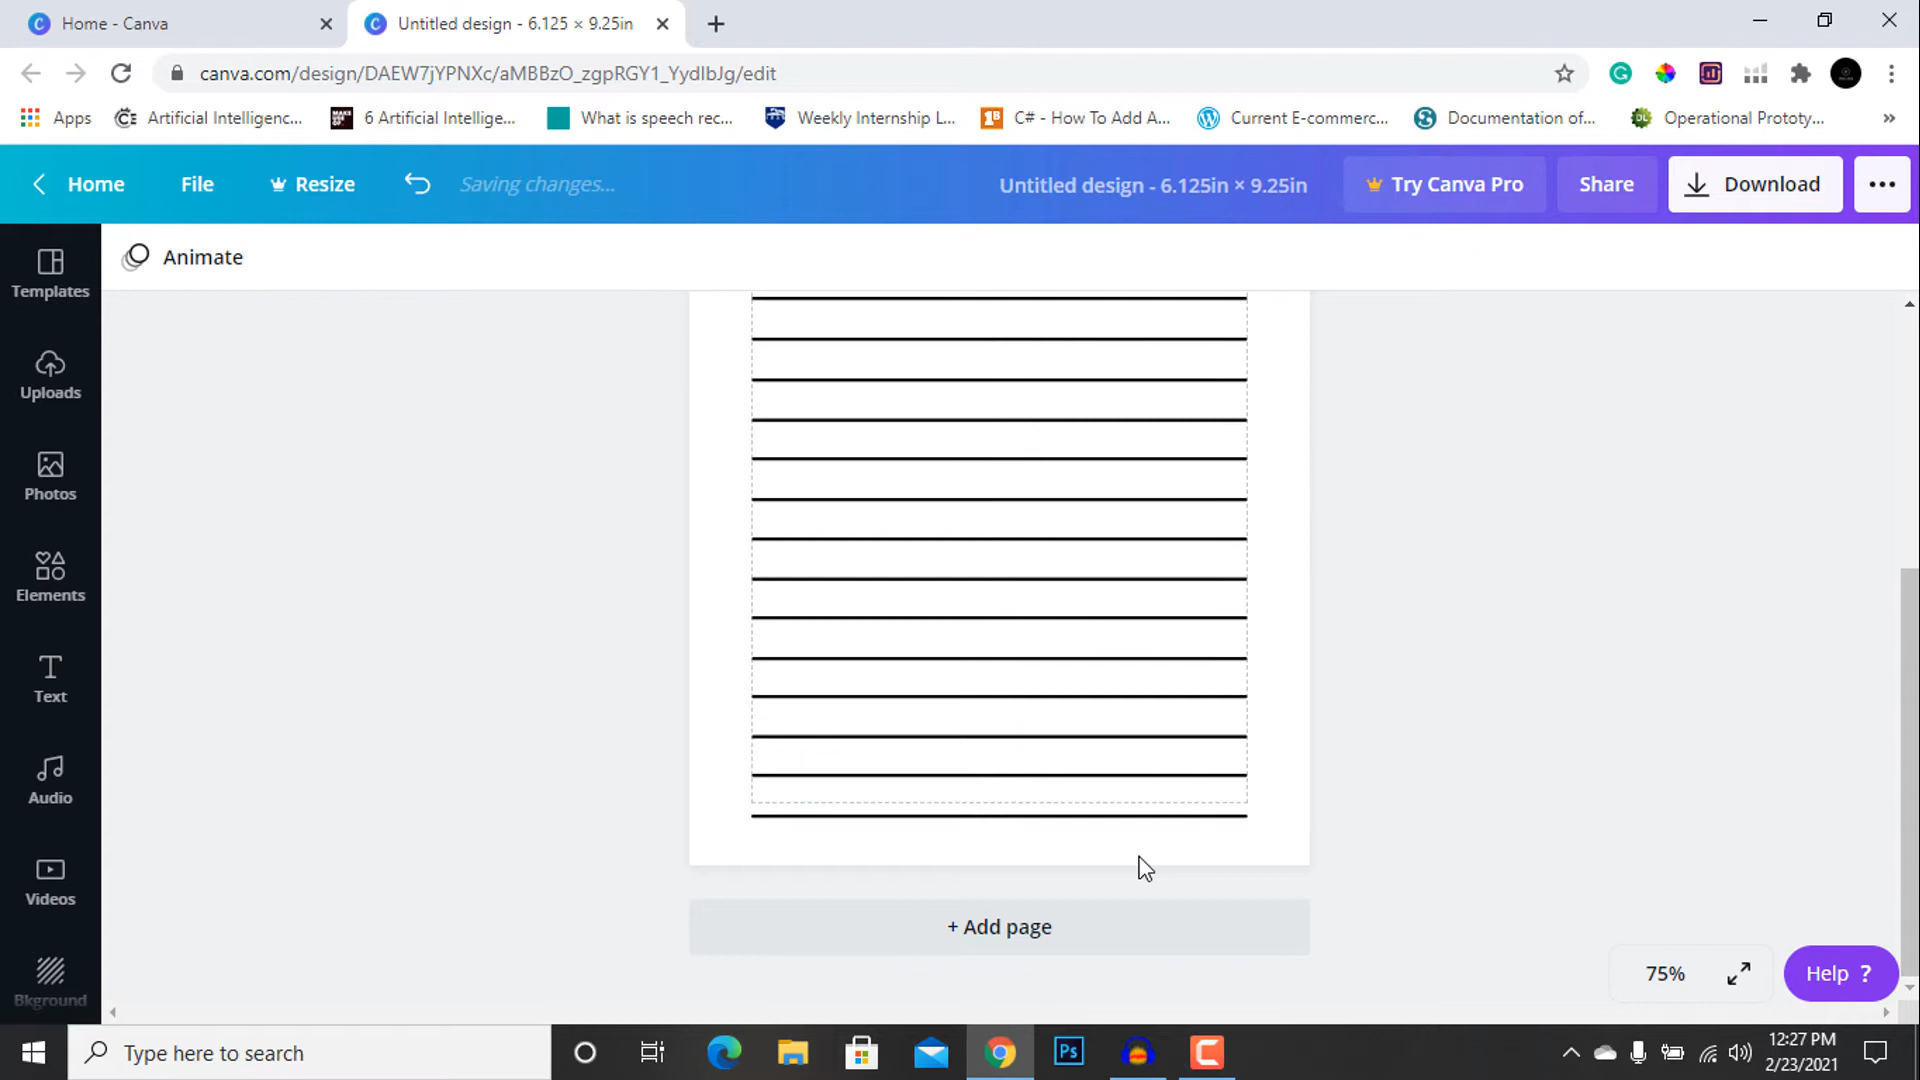 Home - Canva
Untitled design - 6.125 × 9.25in
canva.com/design/DAEW7jYPNXc/aMBBzO_zgpRGY1_YydIbJg/edit
Apps
Artificial Intelligenc...
6 Artificial Intellige...
What is speech rec...
Weekly Internship L...
C# - How To Add A...
Current E-commerc...
Documentation of...
Operational Prototy...
Home
File
Resize
Saving changes...
Untitled design - 6.125in × 9.25in
Try Canva Pro
Share
Download
Animate
Templates
Uploads
Photos
Elements
Text
Audio
Videos
Bkground
+ Add page
75%
Help ?
Type here to search
Ps
12:27 PM
2/23/2021